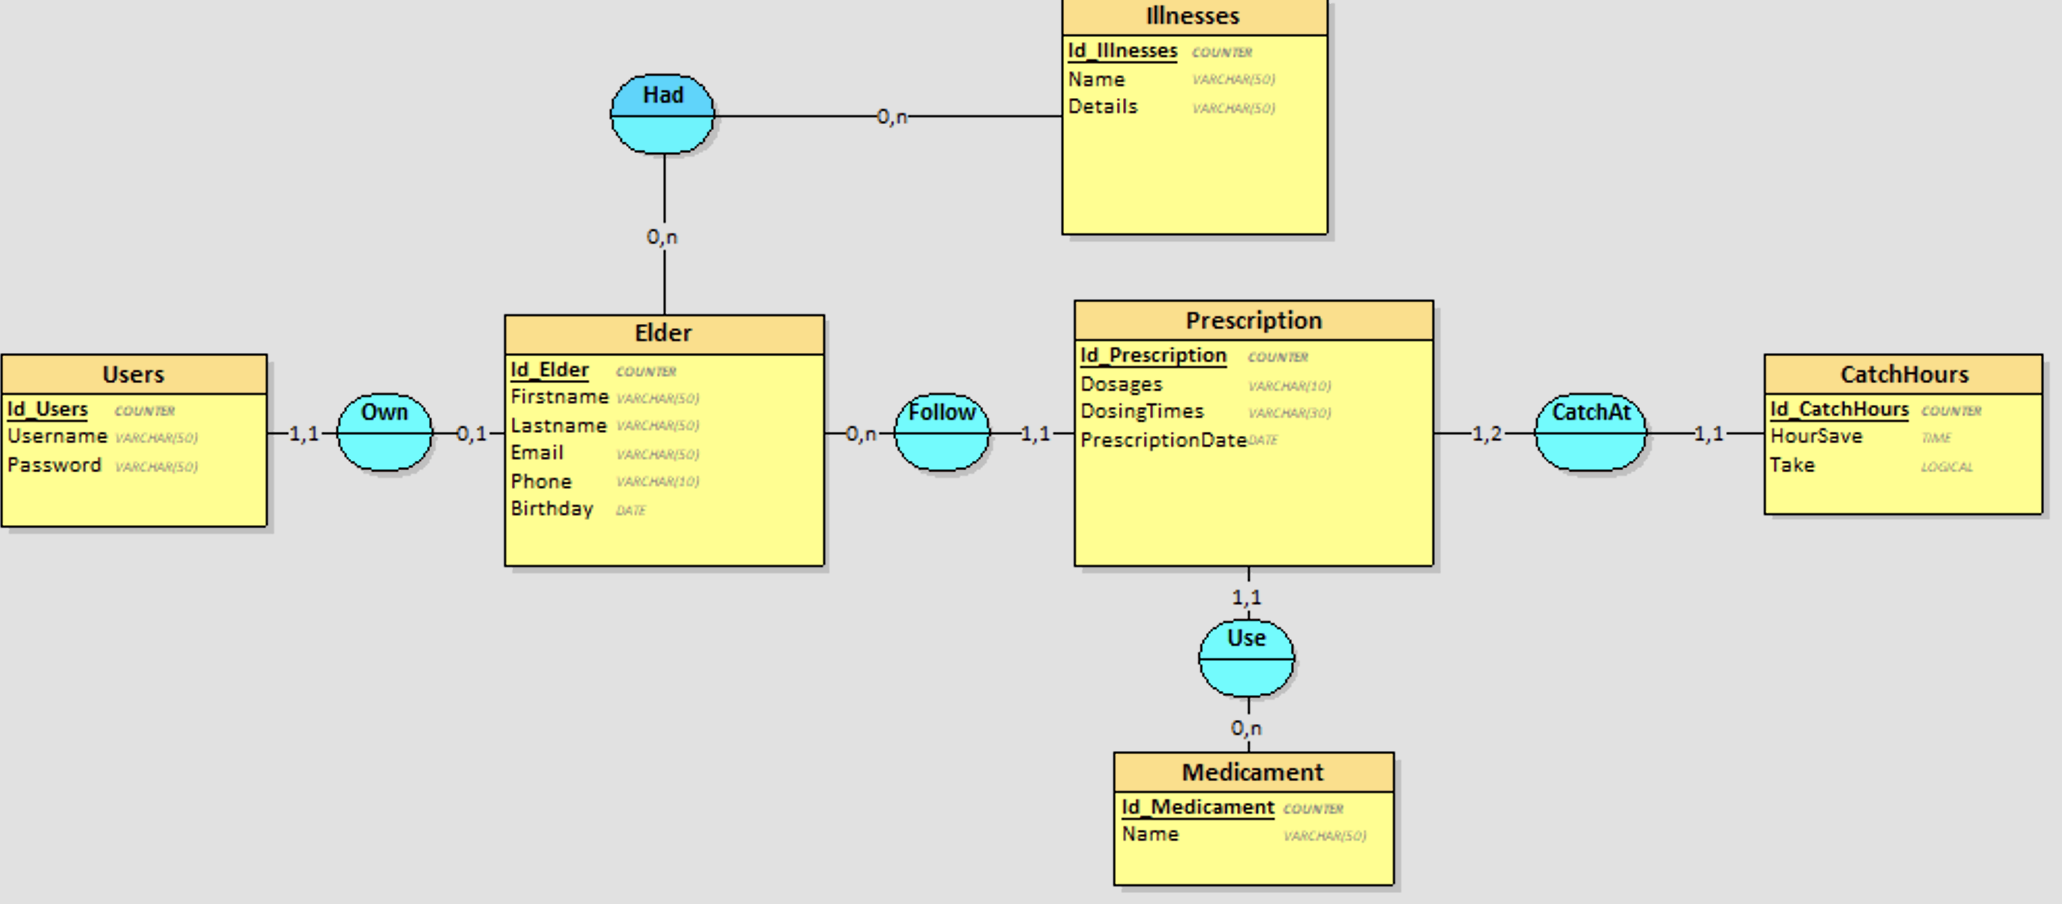 Illnesses
Id_Illnesses COUNTER
Name VARCHAR(50)
Details VARCHAR(50)
Had
0,n
0,n
Users
Id_Users COUNTER
Username VARCHAR(50)
Password VARCHAR(50)
1,1
Own
0,1
Elder
Id_Elder COUNTER
Firstname VARCHAR(50)
Lastname VARCHAR(50)
Email VARCHAR(50)
Phone VARCHAR(10)
Birthday DATE
0,n
Follow
1,1
Prescription
Id_Prescription COUNTER
Dosages VARCHAR(10)
DosingTimes VARCHAR(30)
PrescriptionDate DATE
1,2
CatchAt
1,1
CatchHours
Id_CatchHours COUNTER
HourSave TIME
Take LOGICAL
1,1
Use
0,n
Medicament
Id_Medicament COUNTER
Name VARCHAR(50)